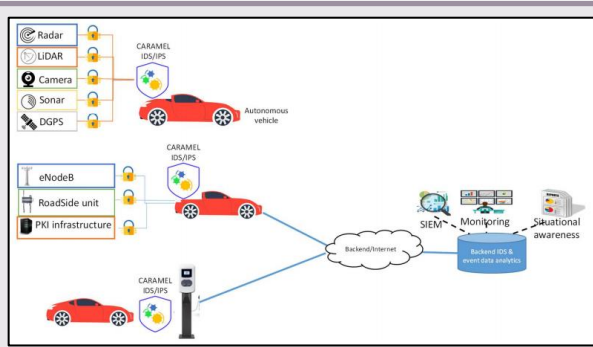 Radar
LiDAR
Camera
Sonar
DGPS
CARAMEL
IDS/IPS
Autonomous
vehicle
eNodeB
RoadSide unit
PKI infrastructure
CARAMEL
IDS/IPS
CARAMEL
IDS/IPS
Backend/Internet
SIEM
Monitoring
Situational
awareness
Backend IDS &
event data analytics